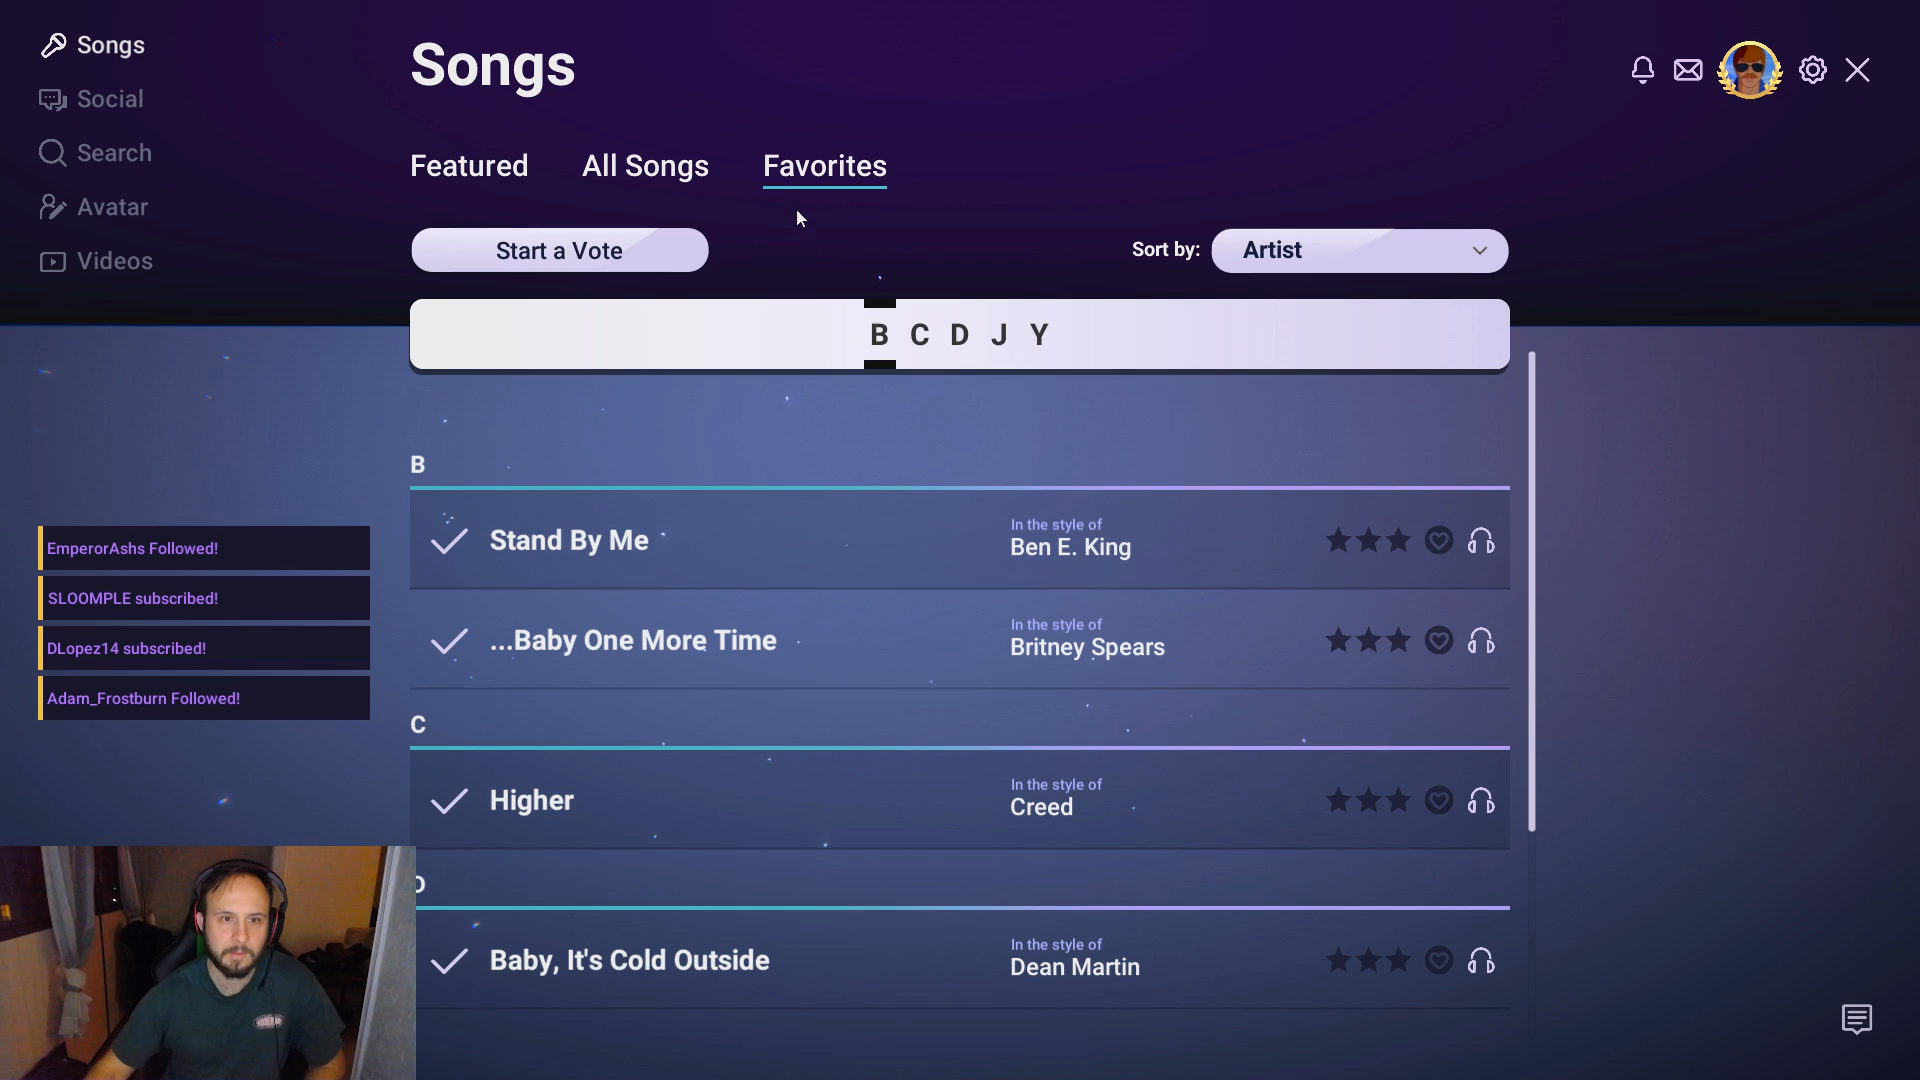 Songs
Social
Search
Avatar
Videos
Songs
Featured
All Songs
Favorites
Start a Vote
Sort by:
Artist
B C D J Y
B
Stand By Me
In the style of
Ben E. King
...Baby One More Time
In the style of
Britney Spears
C
Higher
In the style of
Creed
D
Baby, It's Cold Outside
In the style of
Dean Martin
EmperorAshs Followed!
SLOOMPLE subscribed!
DLopez14 subscribed!
Adam_Frostburn Followed!